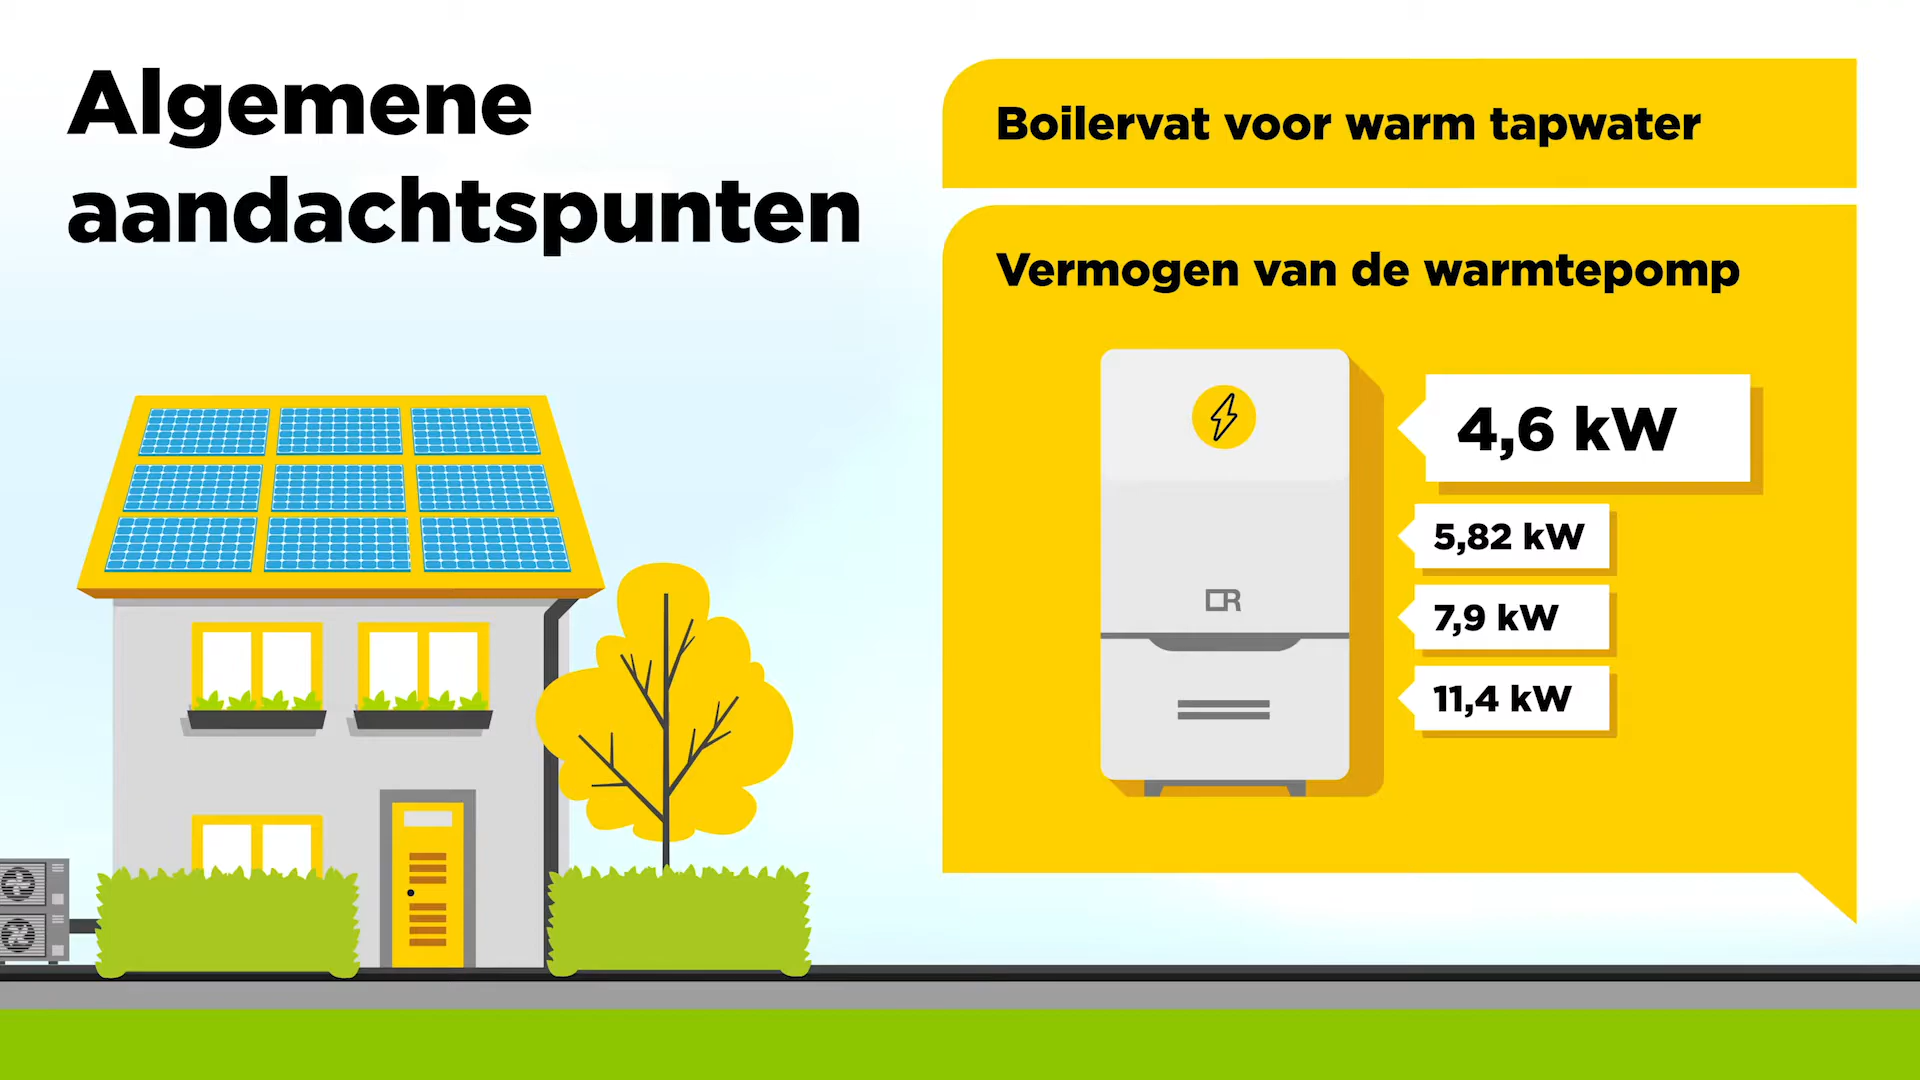 Algemene
aandachtspunten
Boilervat voor warm tapwater
Vermogen van de warmtepomp
4,6 kW
5,82 kW
7,9 kW
11,4 kW